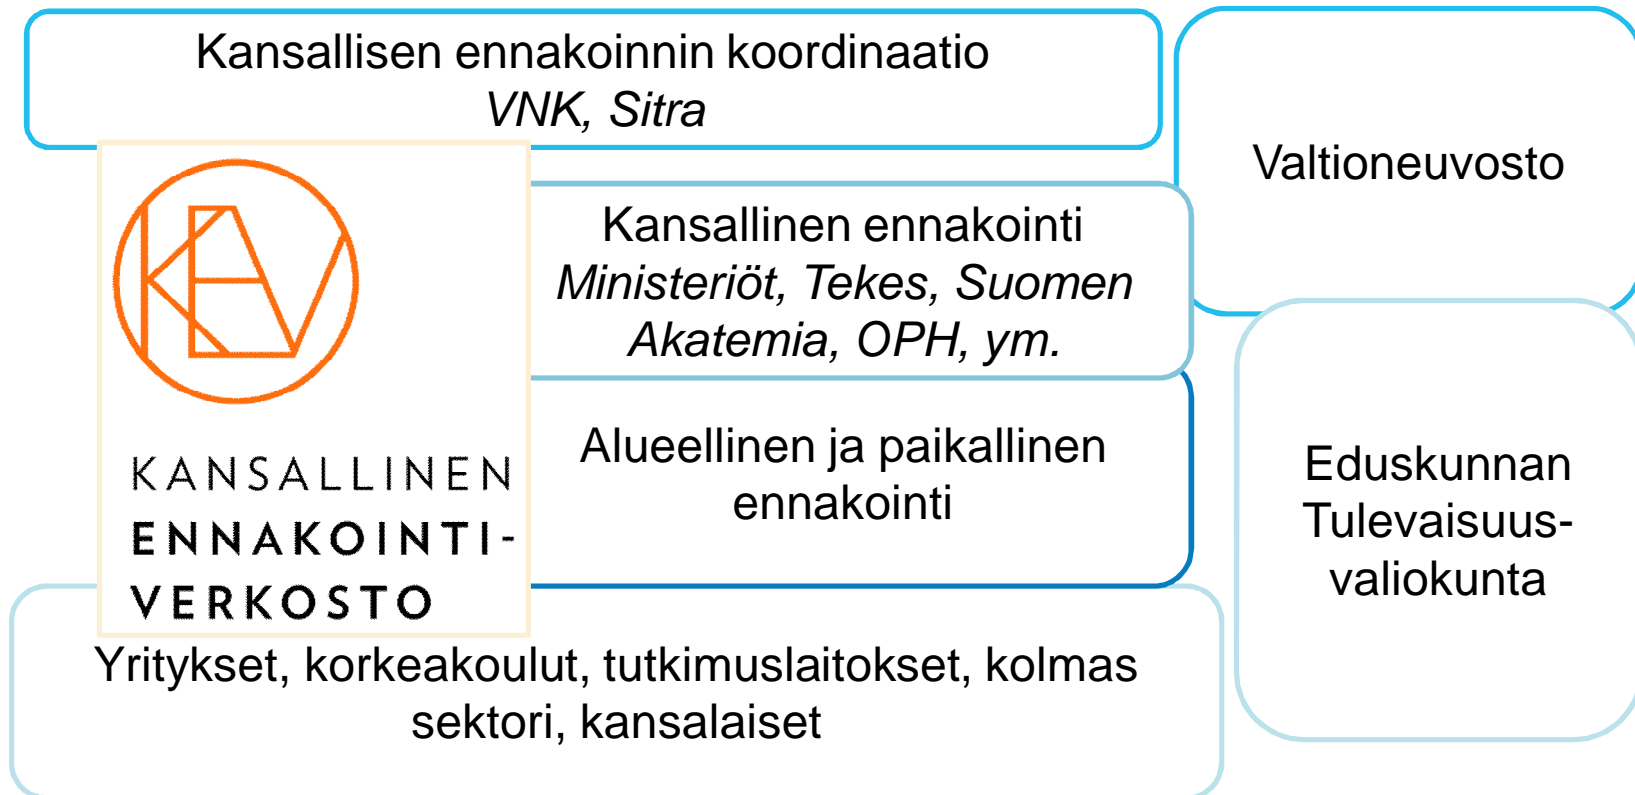 Kansallisen ennakoinnin koordinaatio
VNK, Sitra
Valtioneuvosto
KEV
KANSALLINEN
ENNAKOINTI-
VERKOSTO
Kansallinen ennakointi
Ministeriöt, Tekes, Suomen
Akatemia, OPH, ym.
Alueellinen ja paikallinen
ennakointi
Eduskunnan
Tulevaisuus-
valiokunta
Yritykset, korkeakoulut, tutkimuslaitokset, kolmas
sektori, kansalaiset